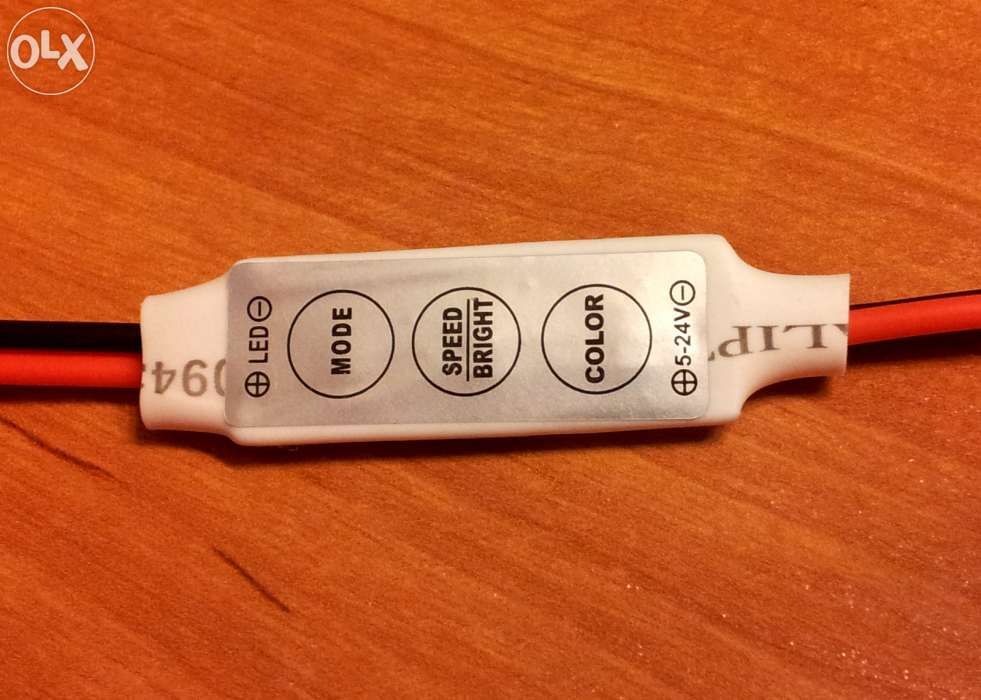 OLX
⊕ LED ⊖
MODE
SPEED
BRIGHT
COLOR
⊕ 5-24V ⊖